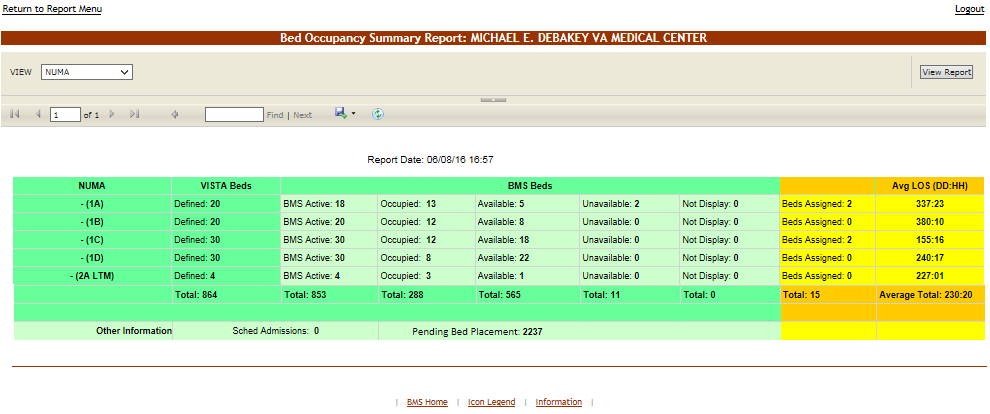 Return to Report Menu Logout
Bed Occupancy Summary Report: MICHAEL E. DEBAKEY VA MEDICAL CENTER
VIEW NUMA View Report
1 of 1 Find | Next
Report Date: 06/08/16 16:57
NUMA VISTA Beds BMS Beds Avg LOS (DD:HH)
- (1A) Defined: 20 BMS Active: 18 Occupied: 13 Available: 5 Unavailable: 2 Not Display: 0 Beds Assigned: 2 337:23
- (1B) Defined: 20 BMS Active: 20 Occupied: 12 Available: 8 Unavailable: 0 Not Display: 0 Beds Assigned: 0 380:10
- (1C) Defined: 30 BMS Active: 30 Occupied: 12 Available: 18 Unavailable: 0 Not Display: 0 Beds Assigned: 2 155:16
- (1D) Defined: 30 BMS Active: 30 Occupied: 8 Available: 22 Unavailable: 0 Not Display: 0 Beds Assigned: 0 240:17
- (2A LTM) Defined: 4 BMS Active: 4 Occupied: 3 Available: 1 Unavailable: 0 Not Display: 0 Beds Assigned: 0 227:01
Total: 864 Total: 853 Total: 288 Total: 565 Total: 11 Total: 0 Total: 15 Average Total: 230:20
Other Information Sched Admissions: 0 Pending Bed Placement: 2237
| BMS Home | Icon Legend | Information |